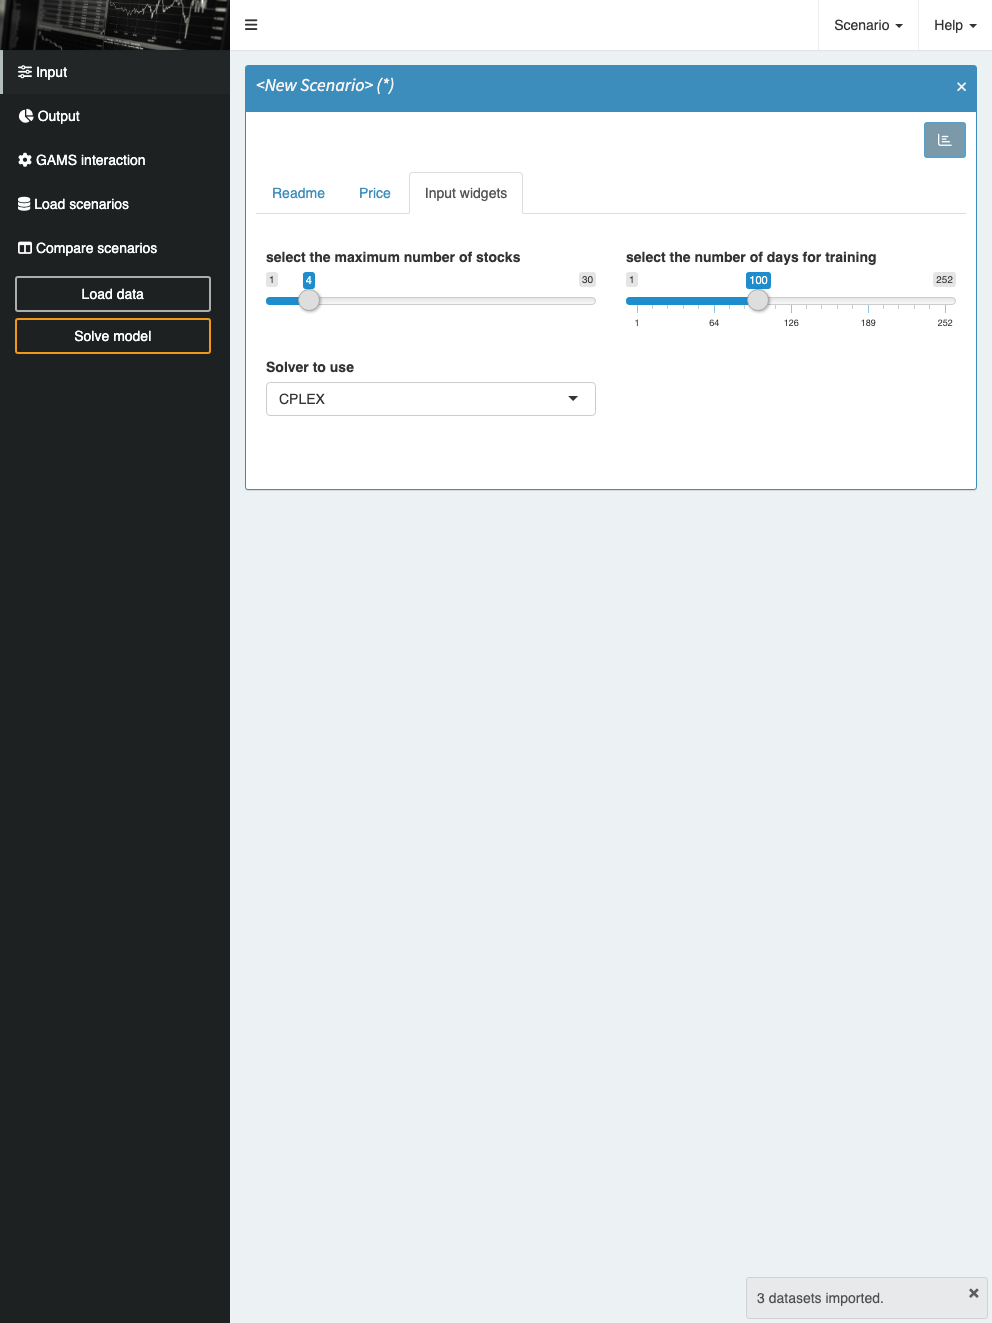 Scenario
Help
Input
Output
GAMS interaction
Load scenarios
Compare scenarios
Load data
Solve model
<New Scenario> (*)
Readme
Price
Input widgets
select the maximum number of stocks
1
4
30
select the number of days for training
1
100
252
1
64
126
189
252
Solver to use
CPLEX
3 datasets imported.